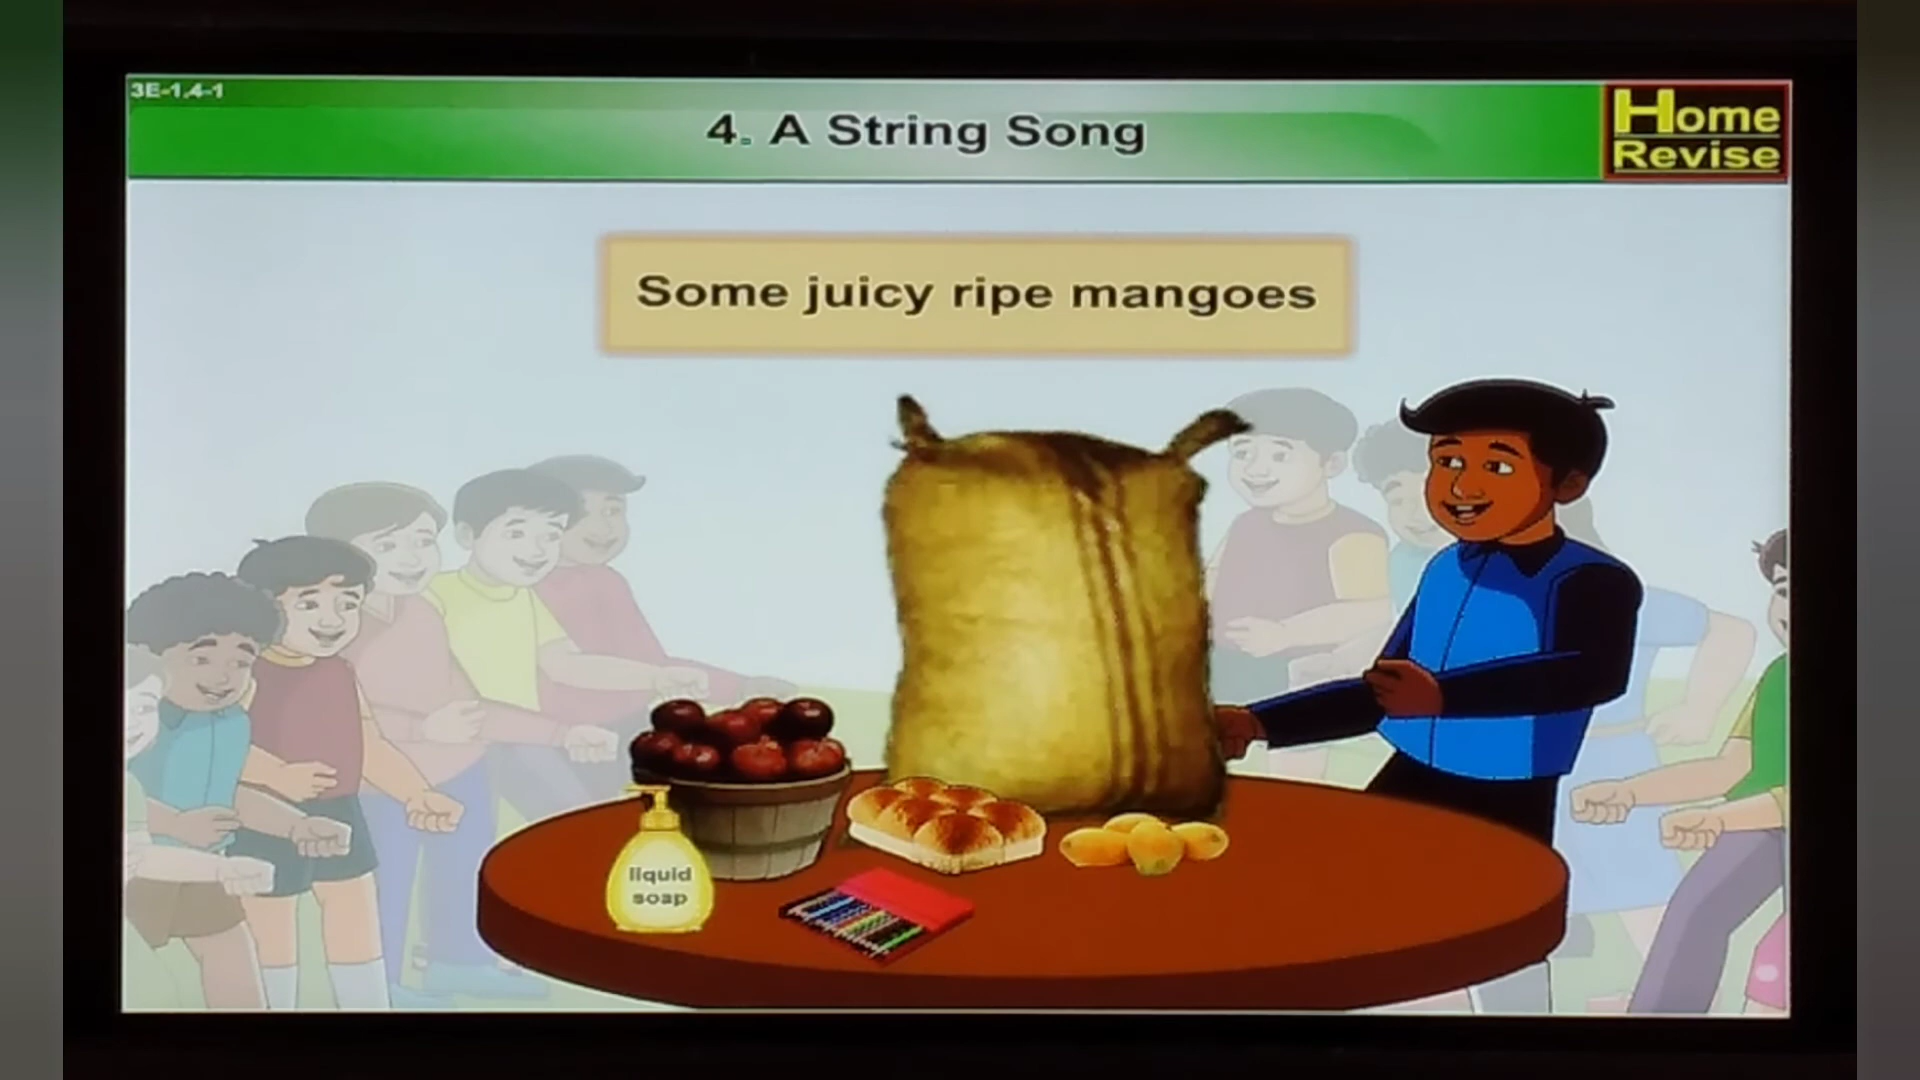 3E-1.4-1
4. A String Song
Home
Revise
Some juicy ripe mangoes
liquid
soap